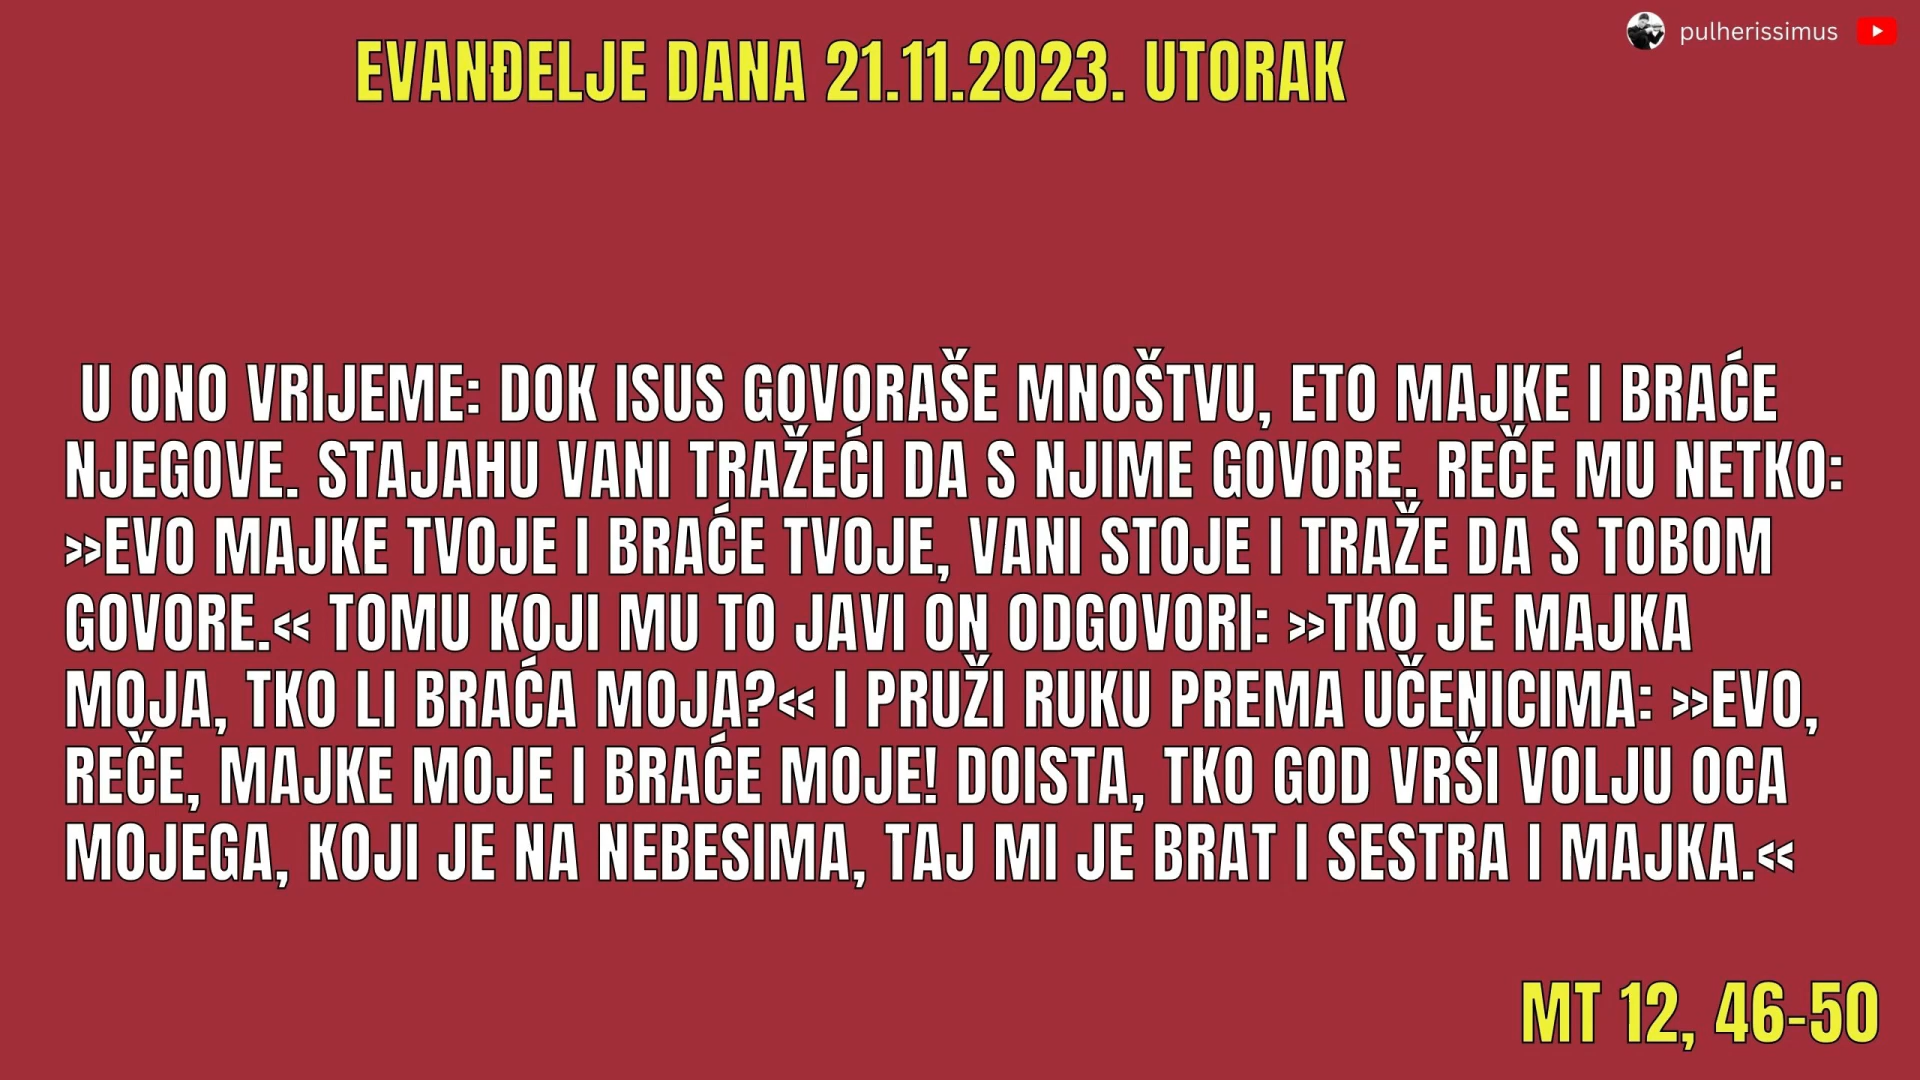 pulherissimus
EVANĐELJE DANA 21.11.2023. UTORAK
U ONO VRIJEME: DOK ISUS GOVORAŠE MNOŠTVU, ETO MAJKE I BRAĆE
NJEGOVE. STAJAHU VANI TRAŽEĆI DA S NJIME GOVORE. REČE MU NETKO:
>>EVO MAJKE TVOJE I BRAĆE TVOJE, VANI STOJE I TRAŽE DA S TOBOM
GOVORE.<< TOMU KOJI MU TO JAVI ON ODGOVORI: >>TKO JE MAJKA
MOJA, TKO LI BRAĆA MOJA?<< I PRUŽI RUKU PREMA UČENICIMA: >>EVO,
REČE, MAJKE MOJE I BRAĆE MOJE! DOISTA, TKO GOD VRŠI VOLJU OCA
MOJEGA, KOJI JE NA NEBESIMA, TAJ MI JE BRAT I SESTRA I MAJKA.<<
MT 12, 46-50